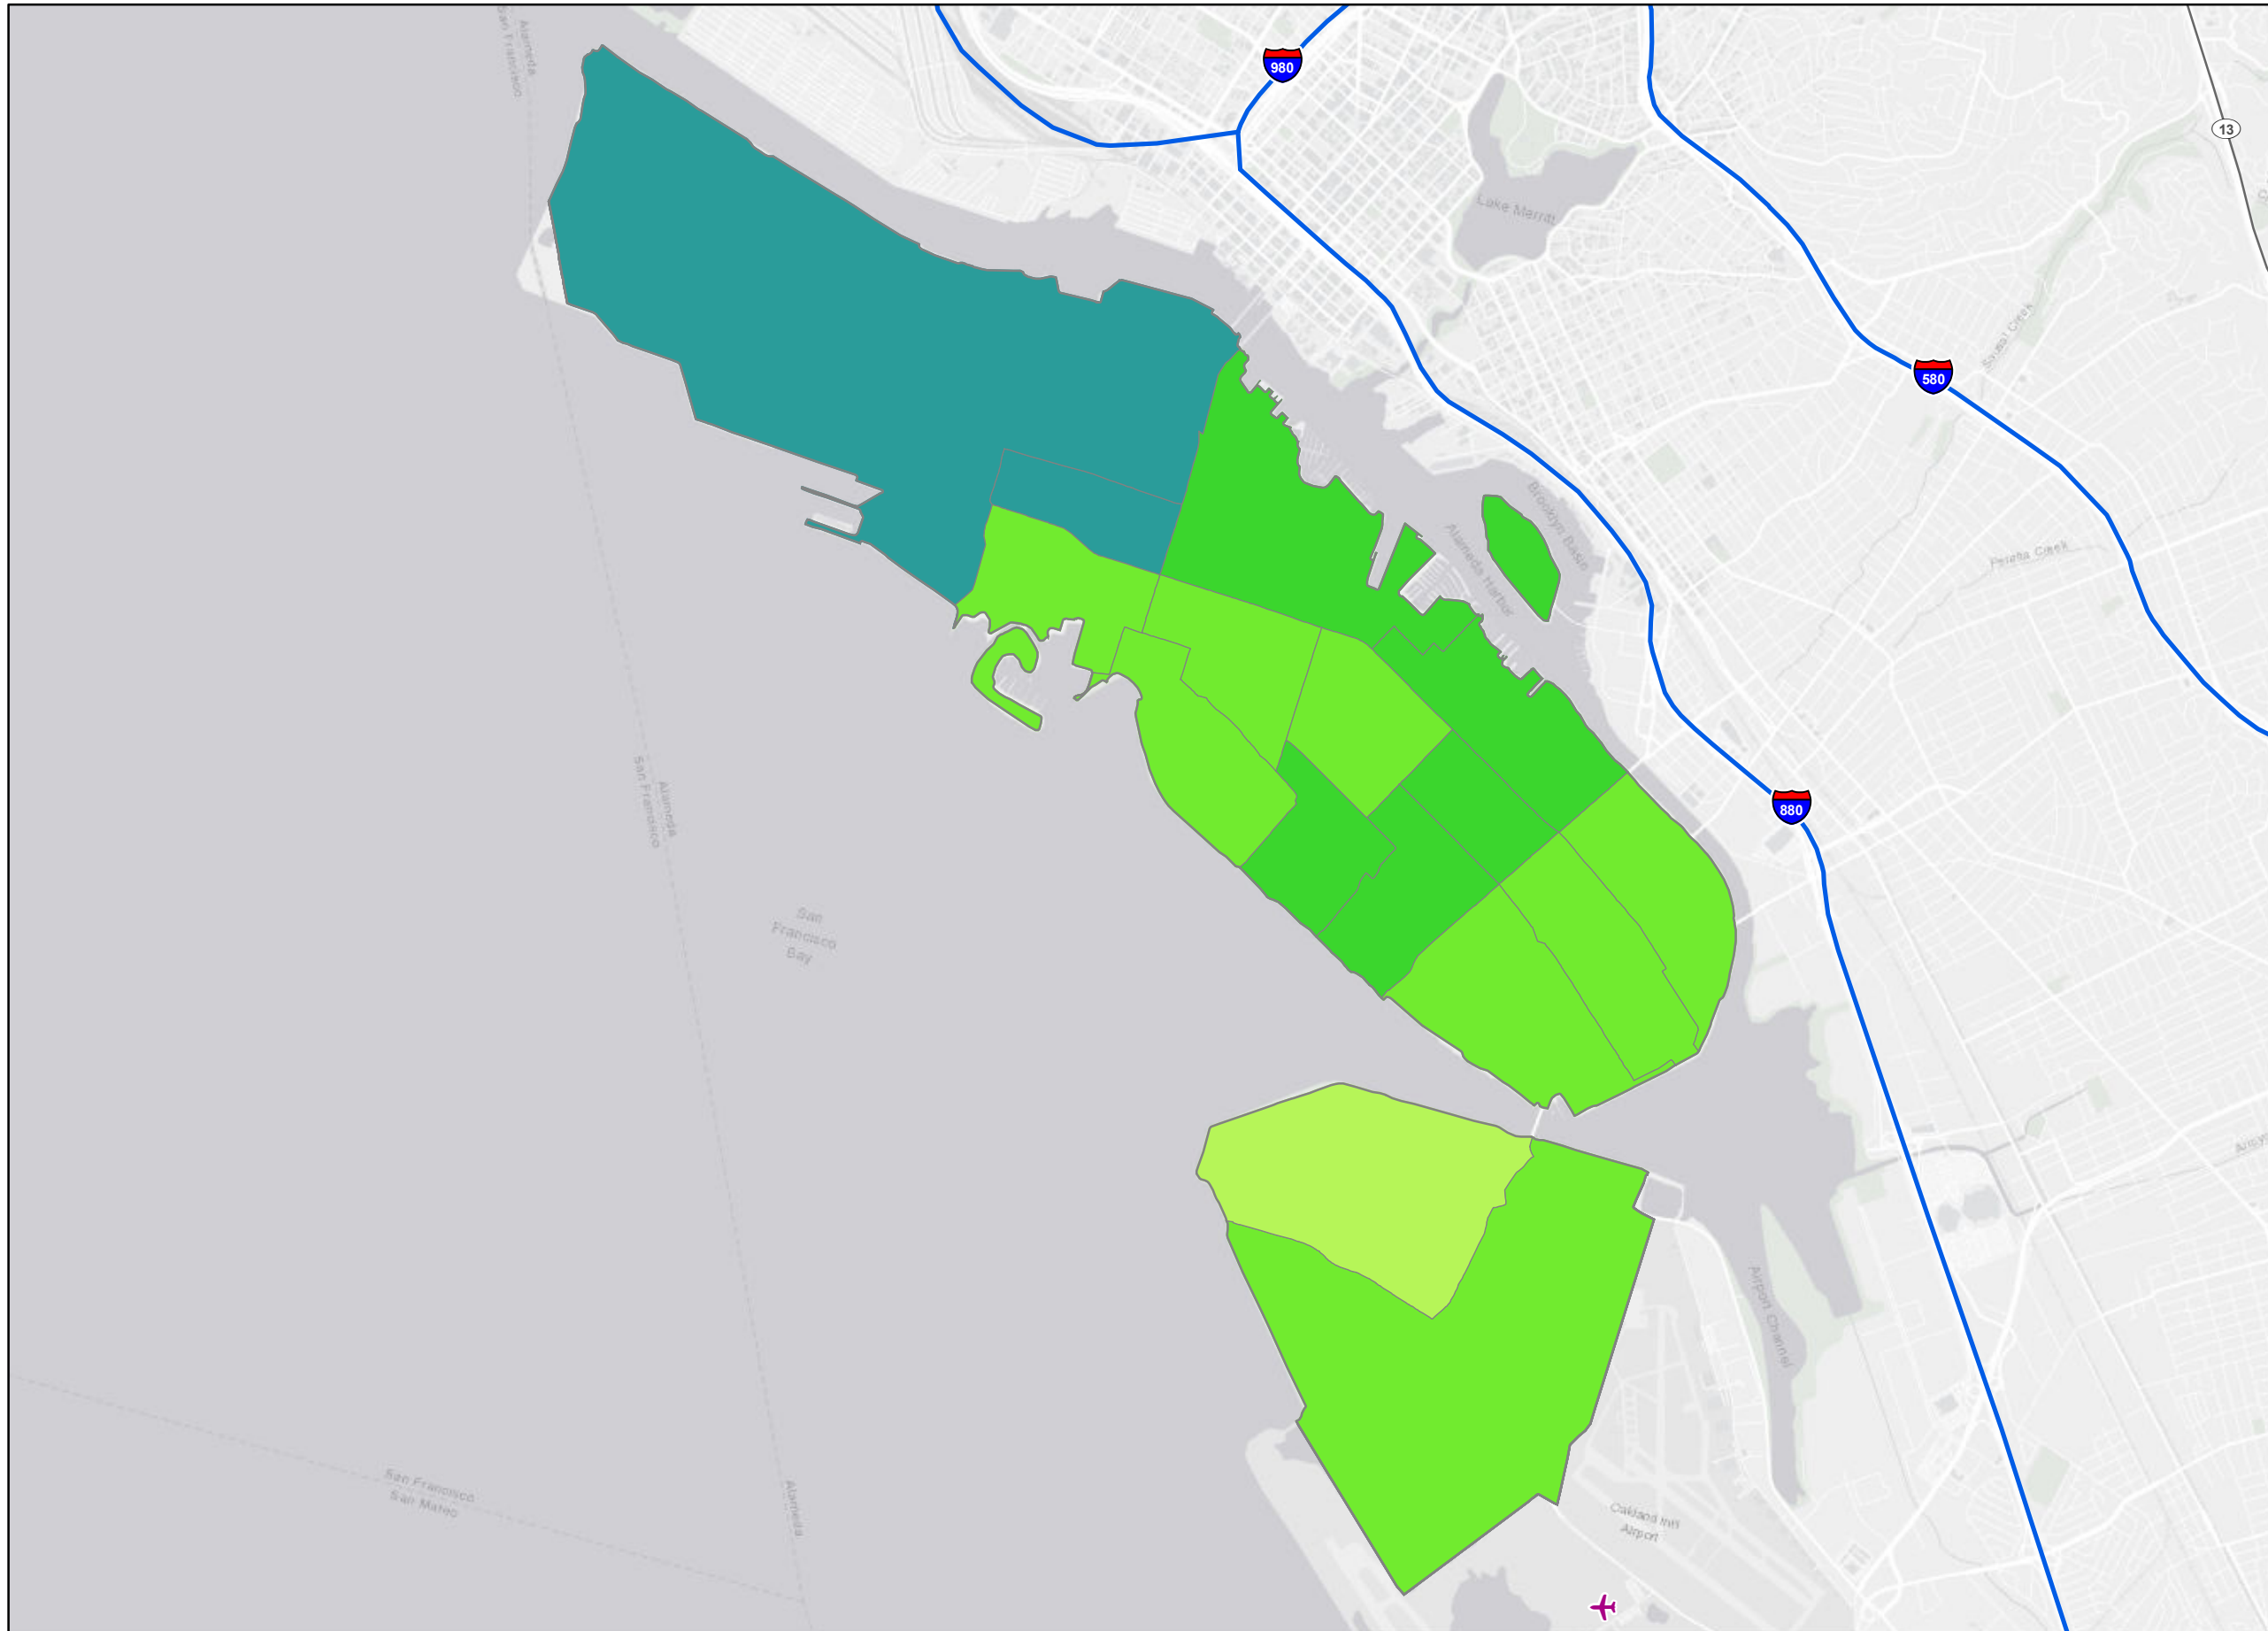 San Francisco
Alameda
980
13
Lake Merritt
Sausal Creek
580
Brooklyn Basin
Alameda Harbor
Peralta Creek
San Francisco
Alameda
880
San
Francisco
Bay
Airport Channel
San Francisco
San Mateo
Alameda
Oakland Intl
Airport